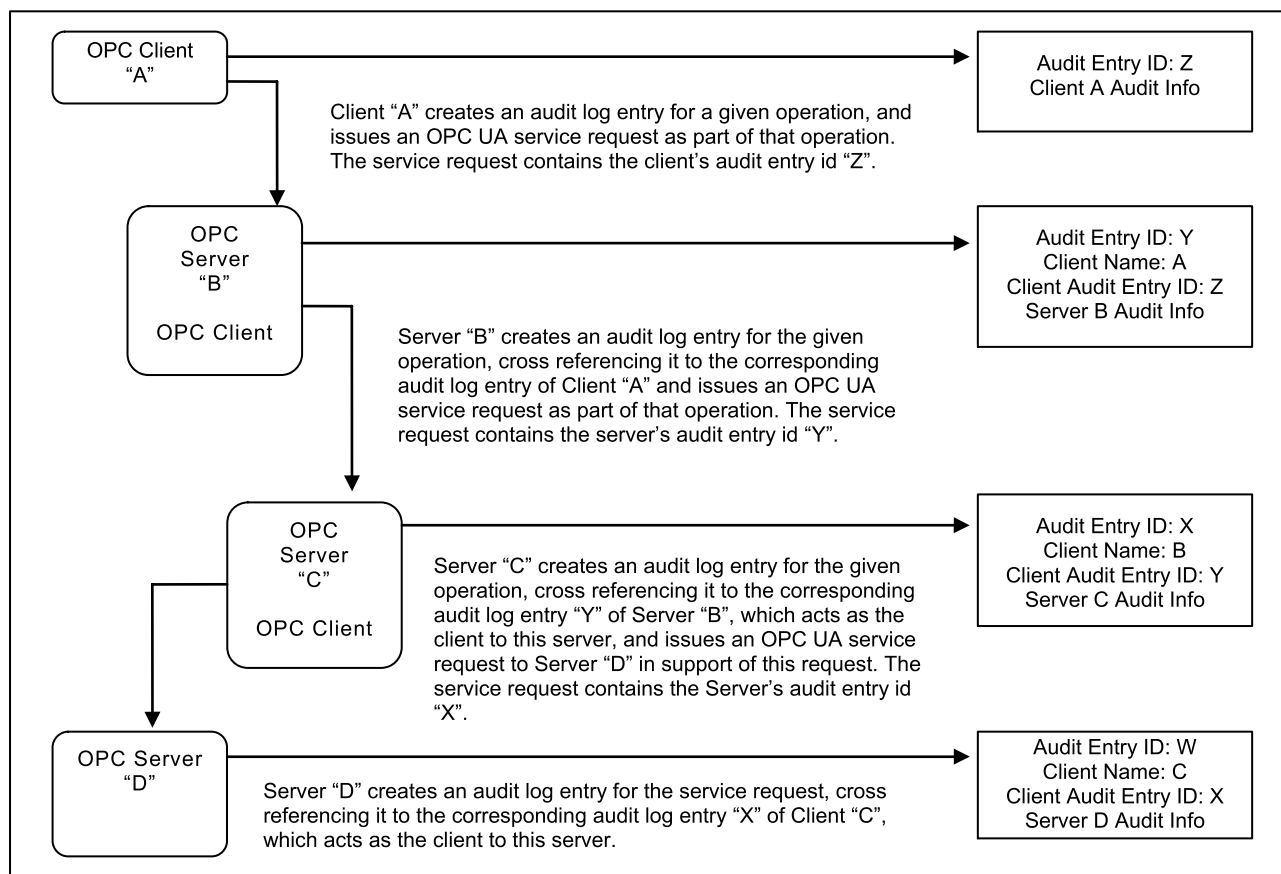 OPC Client
“A”
Audit Entry ID: Z
Client A Audit Info
Client “A” creates an audit log entry for a given operation, and
issues an OPC UA service request as part of that operation.
The service request contains the client’s audit entry id “Z”.
OPC
Server
“B”
OPC Client
Audit Entry ID: Y
Client Name: A
Client Audit Entry ID: Z
Server B Audit Info
Server “B” creates an audit log entry for the given
operation, cross referencing it to the corresponding
audit log entry of Client “A” and issues an OPC UA
service request as part of that operation. The service
request contains the server’s audit entry id “Y”.
OPC
Server
“C”
OPC Client
Audit Entry ID: X
Client Name: B
Client Audit Entry ID: Y
Server C Audit Info
Server “C” creates an audit log entry for the given
operation, cross referencing it to the corresponding
audit log entry “Y” of Server “B”, which acts as the
client to this server, and issues an OPC UA service
request to Server “D” in support of this request. The
service request contains the Server’s audit entry id
“X”.
OPC Server
“D”
Audit Entry ID: W
Client Name: C
Client Audit Entry ID: X
Server D Audit Info
Server “D” creates an audit log entry for the service request, cross
referencing it to the corresponding audit log entry “X” of Client “C”,
which acts as the client to this server.